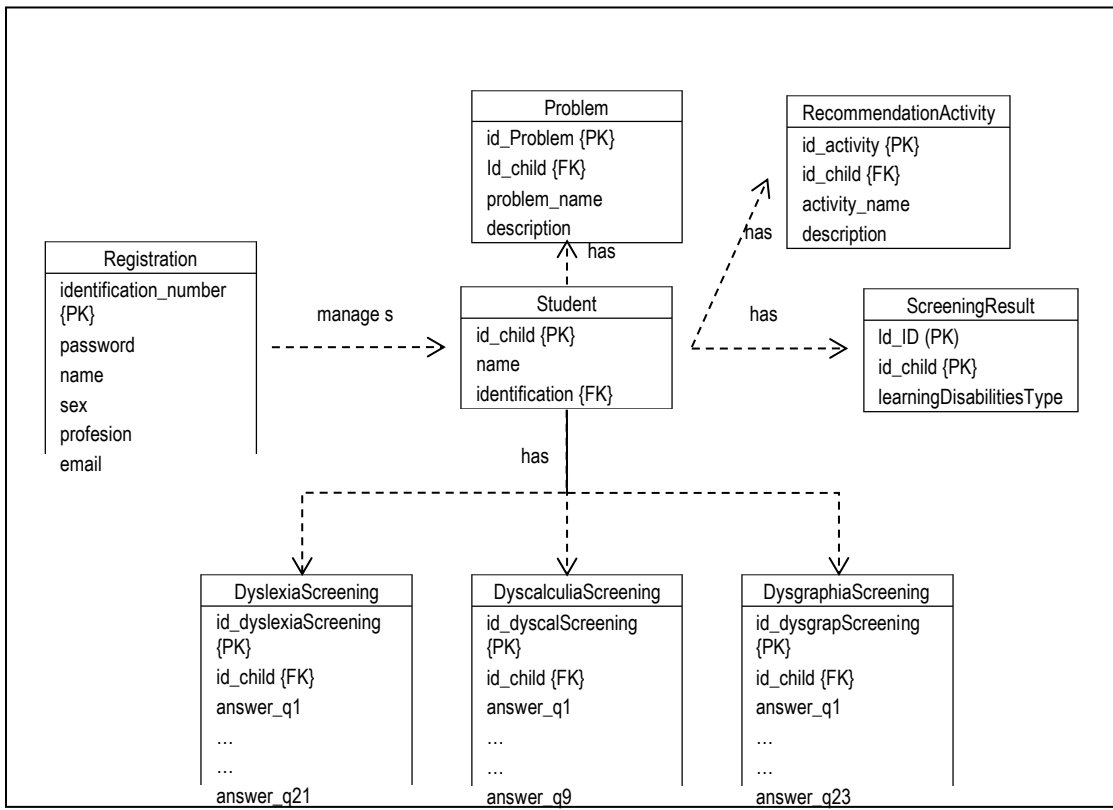 Problem
id_Problem {PK}
Id_child {FK}
problem_name
description
RecommendationActivity
id_activity {PK}
id_child {FK}
activity_name
description
has
has
Registration
identification_number
{PK}
password
name
sex
profesion
email
manage s
Student
id_child {PK}
name
identification {FK}
has
ScreeningResult
Id_ID (PK)
id_child {PK}
learningDisabilitiesType
has
DyslexiaScreening
id_dyslexiaScreening
{PK}
id_child {FK}
answer_q1
…
…
answer_q21
DyscalculiaScreening
id_dyscalScreening
{PK}
id_child {FK}
answer_q1
…
…
answer_q9
DysgraphiaScreening
id_dysgrapScreening
{PK}
id_child {FK}
answer_q1
…
…
answer_q23